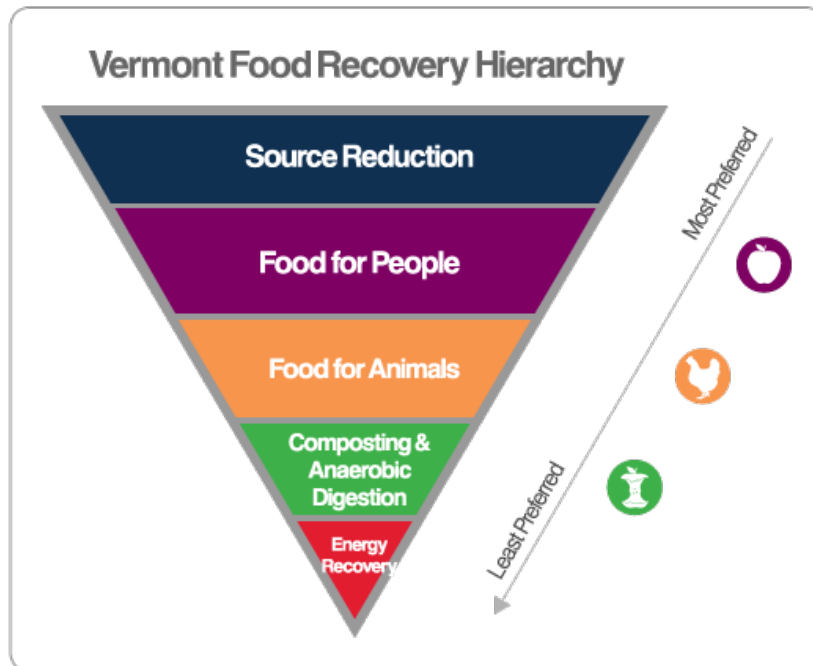 Vermont Food Recovery Hierarchy
Source Reduction
Most Preferred
Food for People
Food for Animals
Composting &
Anaerobic
Digestion
Least Preferred
Energy
Recovery